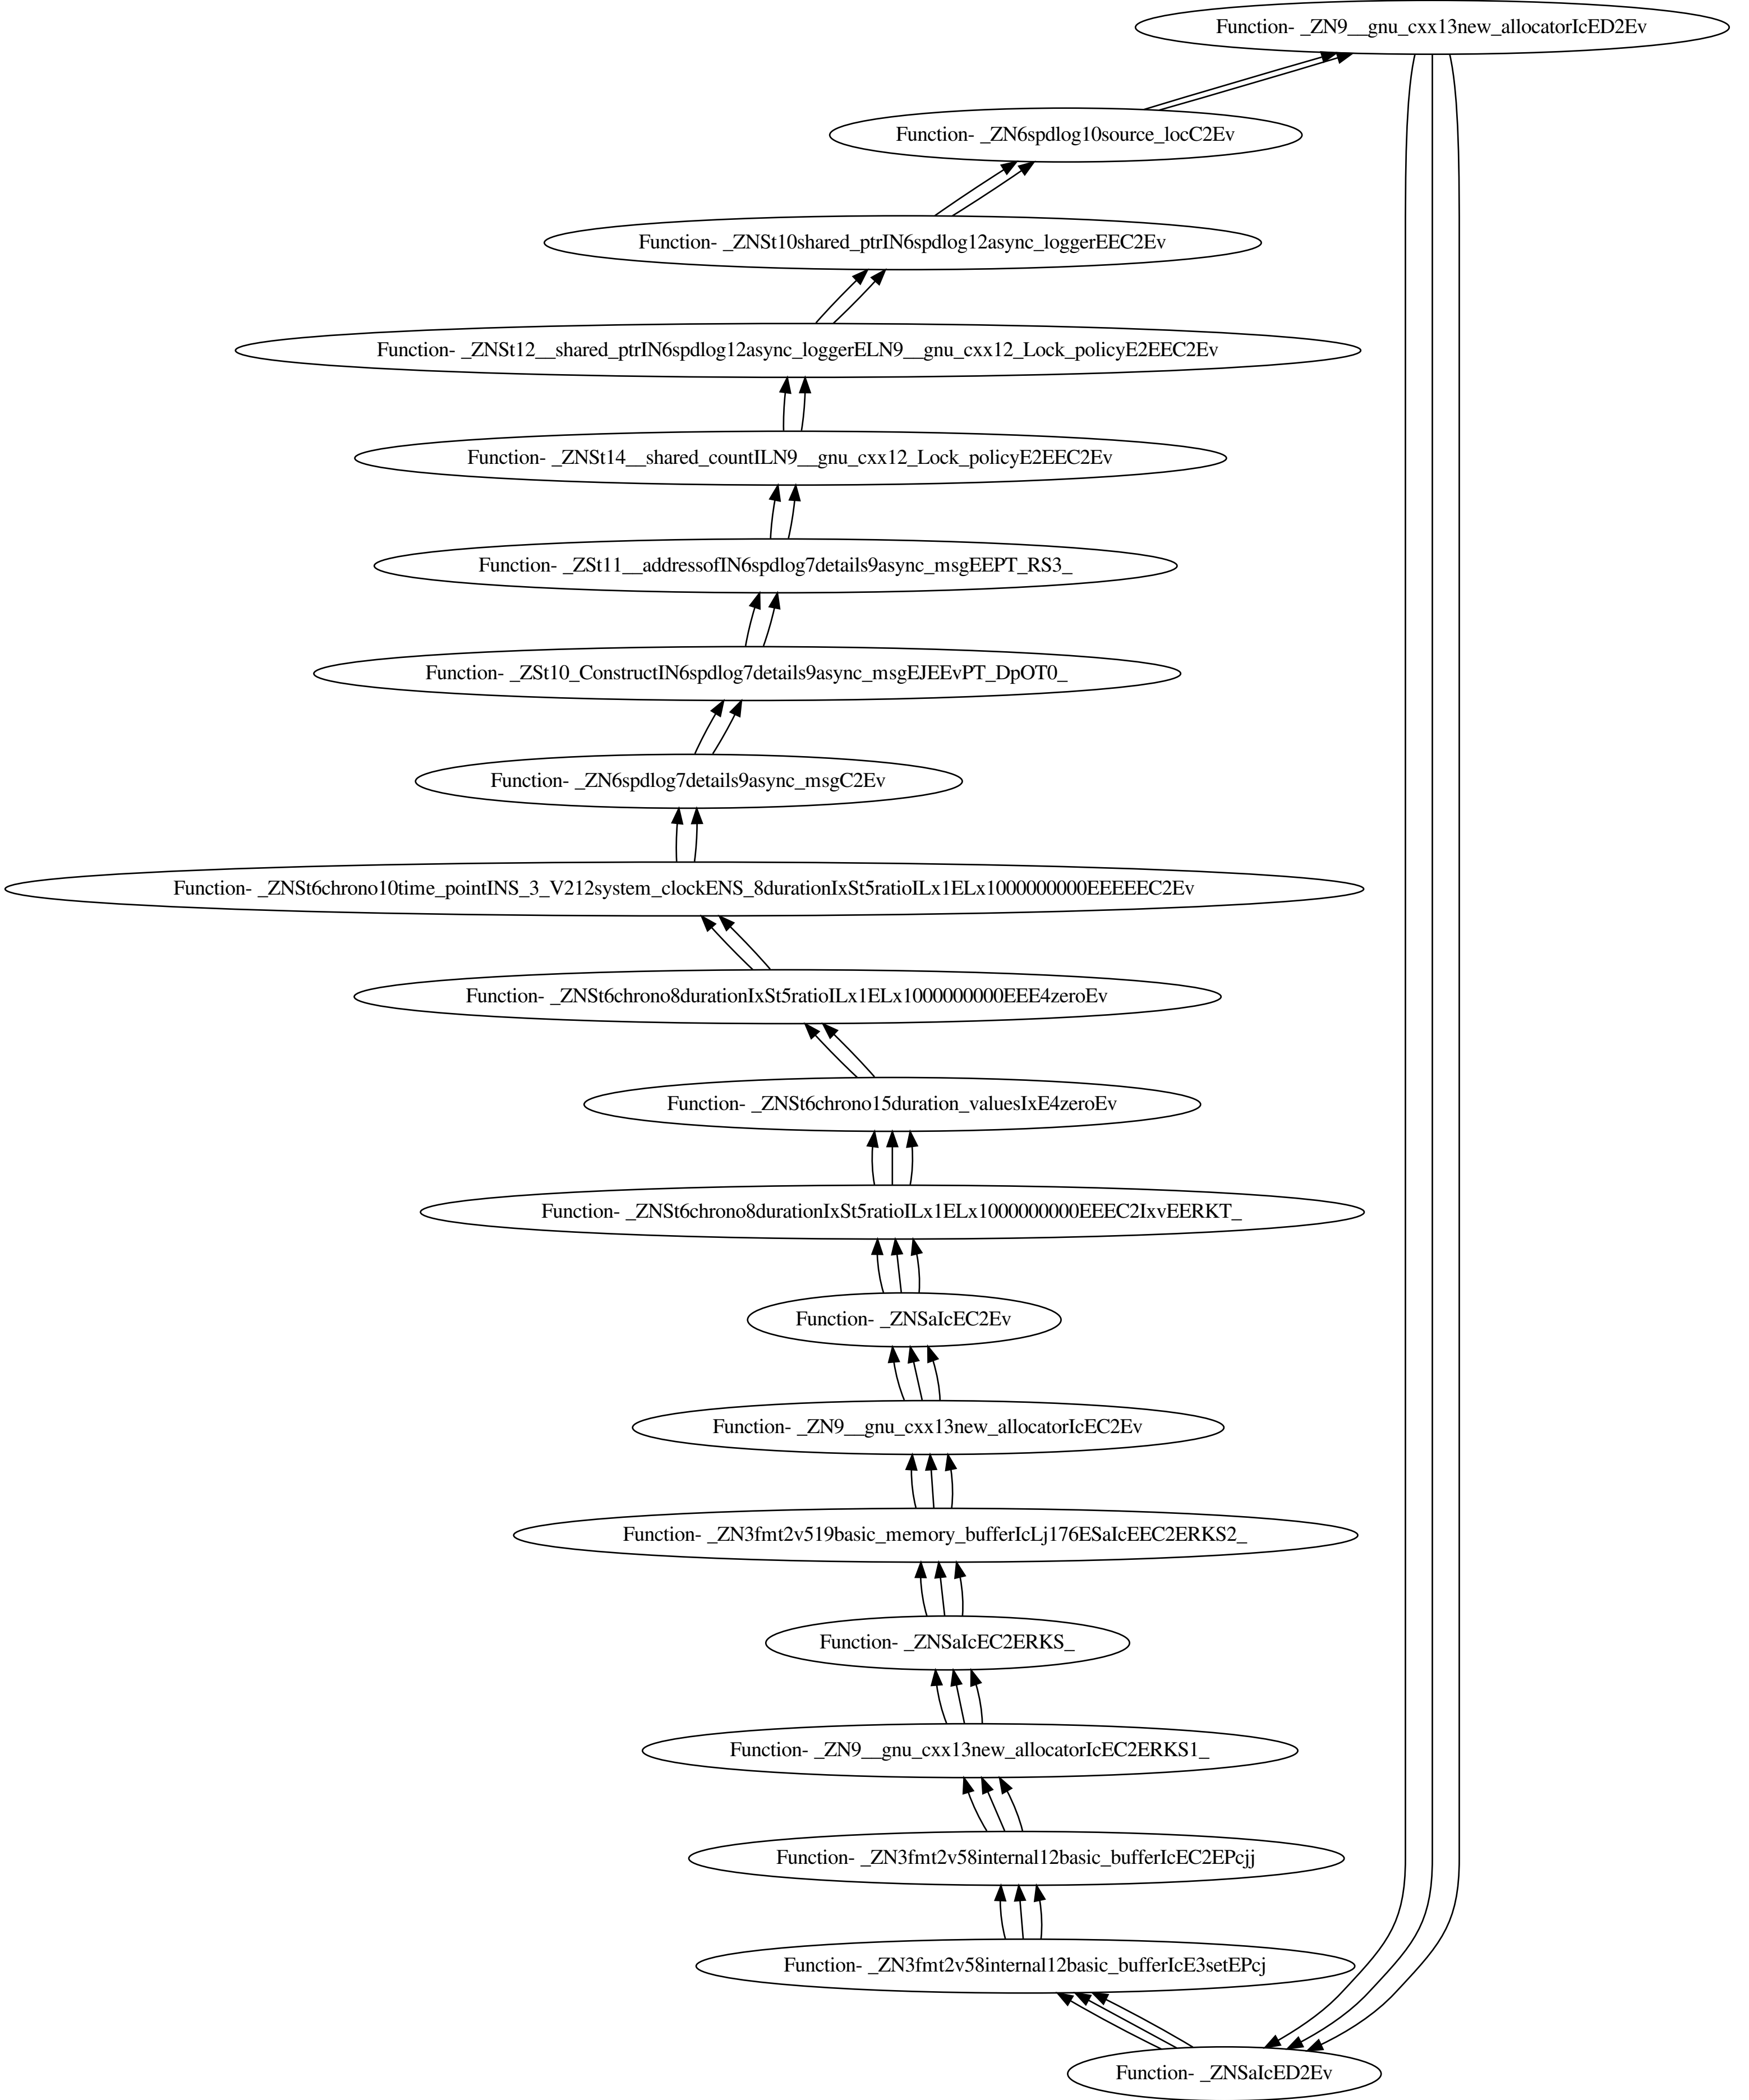 Function- _ZN9__gnu_cxx13new_allocatorIcED2Ev
Function- _ZN6spdlog10source_locC2Ev
Function- _ZNSt10shared_ptrIN6spdlog12async_loggerEEC2Ev
Function- _ZNSt12__shared_ptrIN6spdlog12async_loggerELN9__gnu_cxx12_Lock_policyE2EEC2Ev
Function- _ZNSt14__shared_countILN9__gnu_cxx12_Lock_policyE2EEC2Ev
Function- _ZSt11__addressofIN6spdlog7details9async_msgEEPT_RS3_
Function- _ZSt10_ConstructIN6spdlog7details9async_msgEJEEvPT_DpOT0_
Function- _ZN6spdlog7details9async_msgC2Ev
Function- _ZNSt6chrono10time_pointINS_3_V212system_clockENS_8durationIxSt5ratioILx1ELx1000000000EEEEEC2Ev
Function- _ZNSt6chrono8durationIxSt5ratioILx1ELx1000000000EEE4zeroEv
Function- _ZNSt6chrono15duration_valuesIxE4zeroEv
Function- _ZNSt6chrono8durationIxSt5ratioILx1ELx1000000000EEEC2IxvEERKT_
Function- _ZNSaIcEC2Ev
Function- _ZN9__gnu_cxx13new_allocatorIcEC2Ev
Function- _ZN3fmt2v519basic_memory_bufferIcLj176ESaIcEEC2ERKS2_
Function- _ZNSaIcEC2ERKS_
Function- _ZN9__gnu_cxx13new_allocatorIcEC2ERKS1_
Function- _ZN3fmt2v58internal12basic_bufferIcEC2EPcjj
Function- _ZN3fmt2v58internal12basic_bufferIcE3setEPcj
Function- _ZNSaIcED2Ev